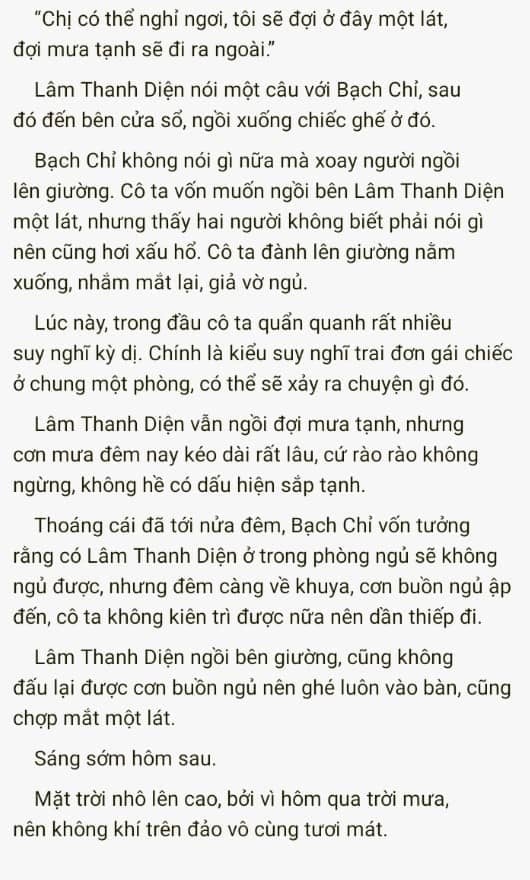 “Chị có thể nghỉ ngơi, tôi sẽ đợi ở đây một lát,
đợi mưa tạnh sẽ đi ra ngoài.”
Lâm Thanh Diện nói một câu với Bạch Chỉ, sau
đó đến bên cửa sổ, ngồi xuống chiếc ghế ở đó.
Bạch Chỉ không nói gì nữa mà xoay người ngồi
lên giường. Cô ta vốn muốn ngồi bên Lâm Thanh Diện
một lát, nhưng thấy hai người không biết phải nói gì
nên cũng hơi xấu hổ. Cô ta đành lên giường nằm
xuống, nhắm mắt lại, giả vờ ngủ.
Lúc này, trong đầu cô ta quẩn quanh rất nhiều
suy nghĩ kỳ dị. Chính là kiểu suy nghĩ trai đơn gái chiếc
ở chung một phòng, có thể sẽ xảy ra chuyện gì đó.
Lâm Thanh Diện vẫn ngồi đợi mưa tạnh, nhưng
cơn mưa đêm nay kéo dài rất lâu, cứ rào rào không
ngừng, không hề có dấu hiện sắp tạnh.
Thoáng cái đã tới nửa đêm, Bạch Chỉ vốn tưởng
rằng có Lâm Thanh Diện ở trong phòng ngủ sẽ không
ngủ được, nhưng đêm càng về khuya, cơn buồn ngủ ập
đến, cô ta không kiên trì được nữa nên dần thiếp đi.
Lâm Thanh Diện ngồi bên giường, cũng không
đấu lại được cơn buồn ngủ nên ghé luôn vào bàn, cũng
chợp mắt một lát.
Sáng sớm hôm sau.
Mặt trời nhô lên cao, bởi vì hôm qua trời mưa,
nên không khí trên đảo vô cùng tươi mát.